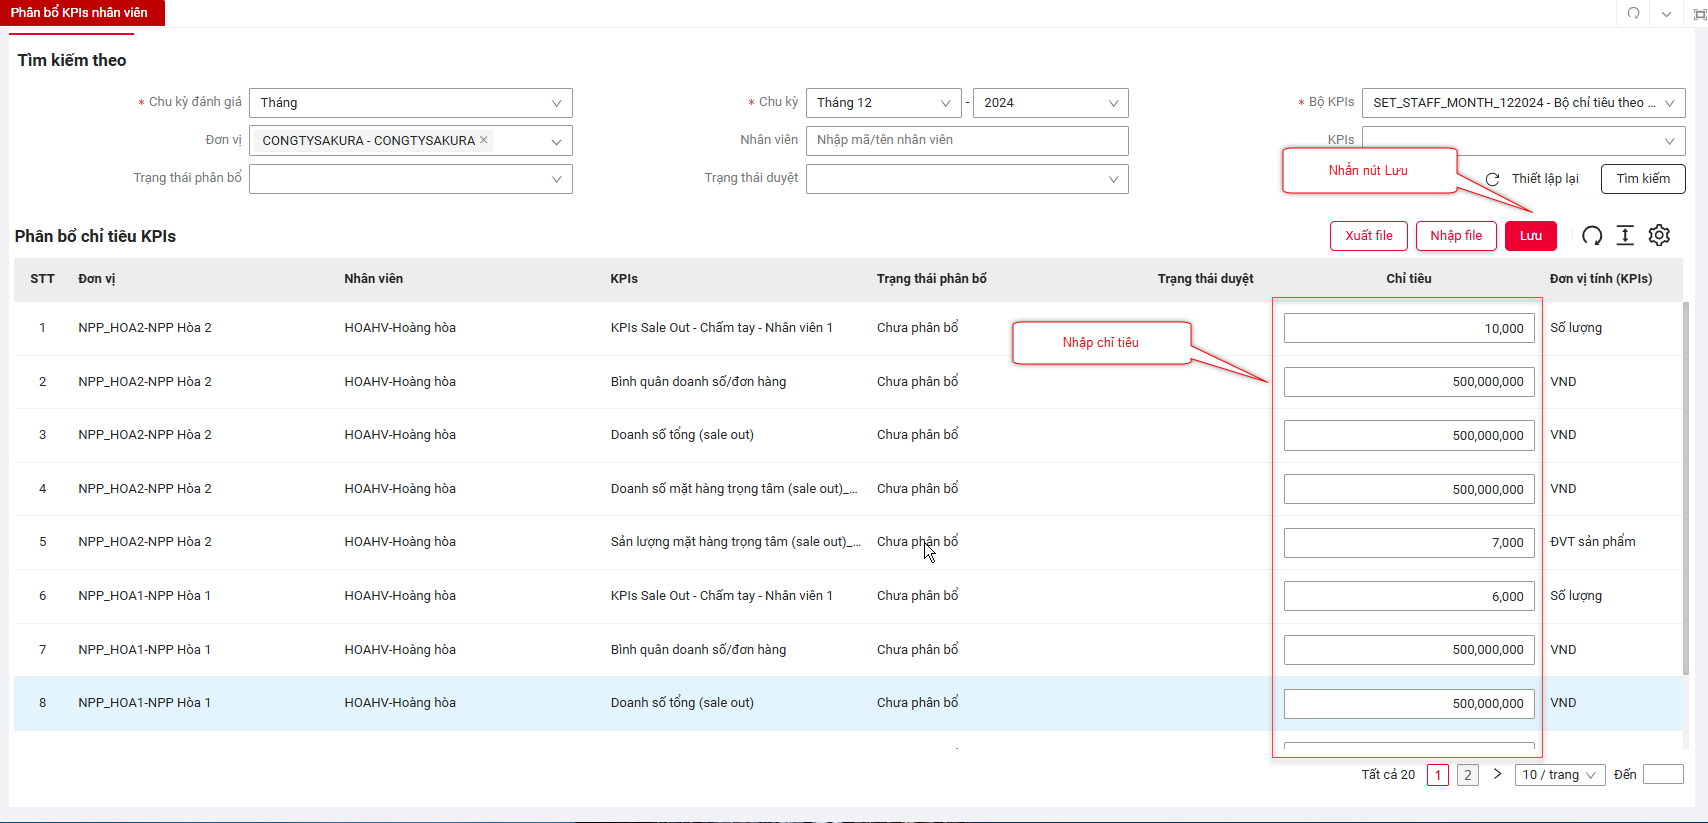 Phân bổ KPIs nhân viên
Tìm kiếm theo
* Chu kỳ đánh giá Tháng * Chu kỳ Tháng 12 - 2024 * Bộ KPIs SET_STAFF_MONTH_122024 - Bộ chỉ tiêu theo ...
Đơn vị CONGTYSAKURA - CONGTYSAKURA × Nhân viên Nhập mã/tên nhân viên KPIs
Trạng thái phân bổ Trạng thái duyệt Nhấn nút Lưu Thiết lập lại Tìm kiếm
Phân bổ chỉ tiêu KPIs Xuất file Nhập file Lưu
STT Đơn vị Nhân viên KPIs Trạng thái phân bổ Trạng thái duyệt Chỉ tiêu Đơn vị tính (KPIs)
1 NPP_HOA2-NPP Hòa 2 HOAHV-Hoàng hòa KPIs Sale Out - Chấm tay - Nhân viên 1 Chưa phân bổ 10,000 Số lượng
Nhập chỉ tiêu
2 NPP_HOA2-NPP Hòa 2 HOAHV-Hoàng hòa Bình quân doanh số/đơn hàng Chưa phân bổ 500,000,000 VND
3 NPP_HOA2-NPP Hòa 2 HOAHV-Hoàng hòa Doanh số tổng (sale out) Chưa phân bổ 500,000,000 VND
4 NPP_HOA2-NPP Hòa 2 HOAHV-Hoàng hòa Doanh số mặt hàng trọng tâm (sale out)_... Chưa phân bổ 500,000,000 VND
5 NPP_HOA2-NPP Hòa 2 HOAHV-Hoàng hòa Sản lượng mặt hàng trọng tâm (sale out)_... Chưa phân bổ 7,000 ĐVT sản phẩm
6 NPP_HOA1-NPP Hòa 1 HOAHV-Hoàng hòa KPIs Sale Out - Chấm tay - Nhân viên 1 Chưa phân bổ 6,000 Số lượng
7 NPP_HOA1-NPP Hòa 1 HOAHV-Hoàng hòa Bình quân doanh số/đơn hàng Chưa phân bổ 500,000,000 VND
8 NPP_HOA1-NPP Hòa 1 HOAHV-Hoàng hòa Doanh số tổng (sale out) Chưa phân bổ 500,000,000 VND
Tất cả 20 1 2 > 10 / trang Đến